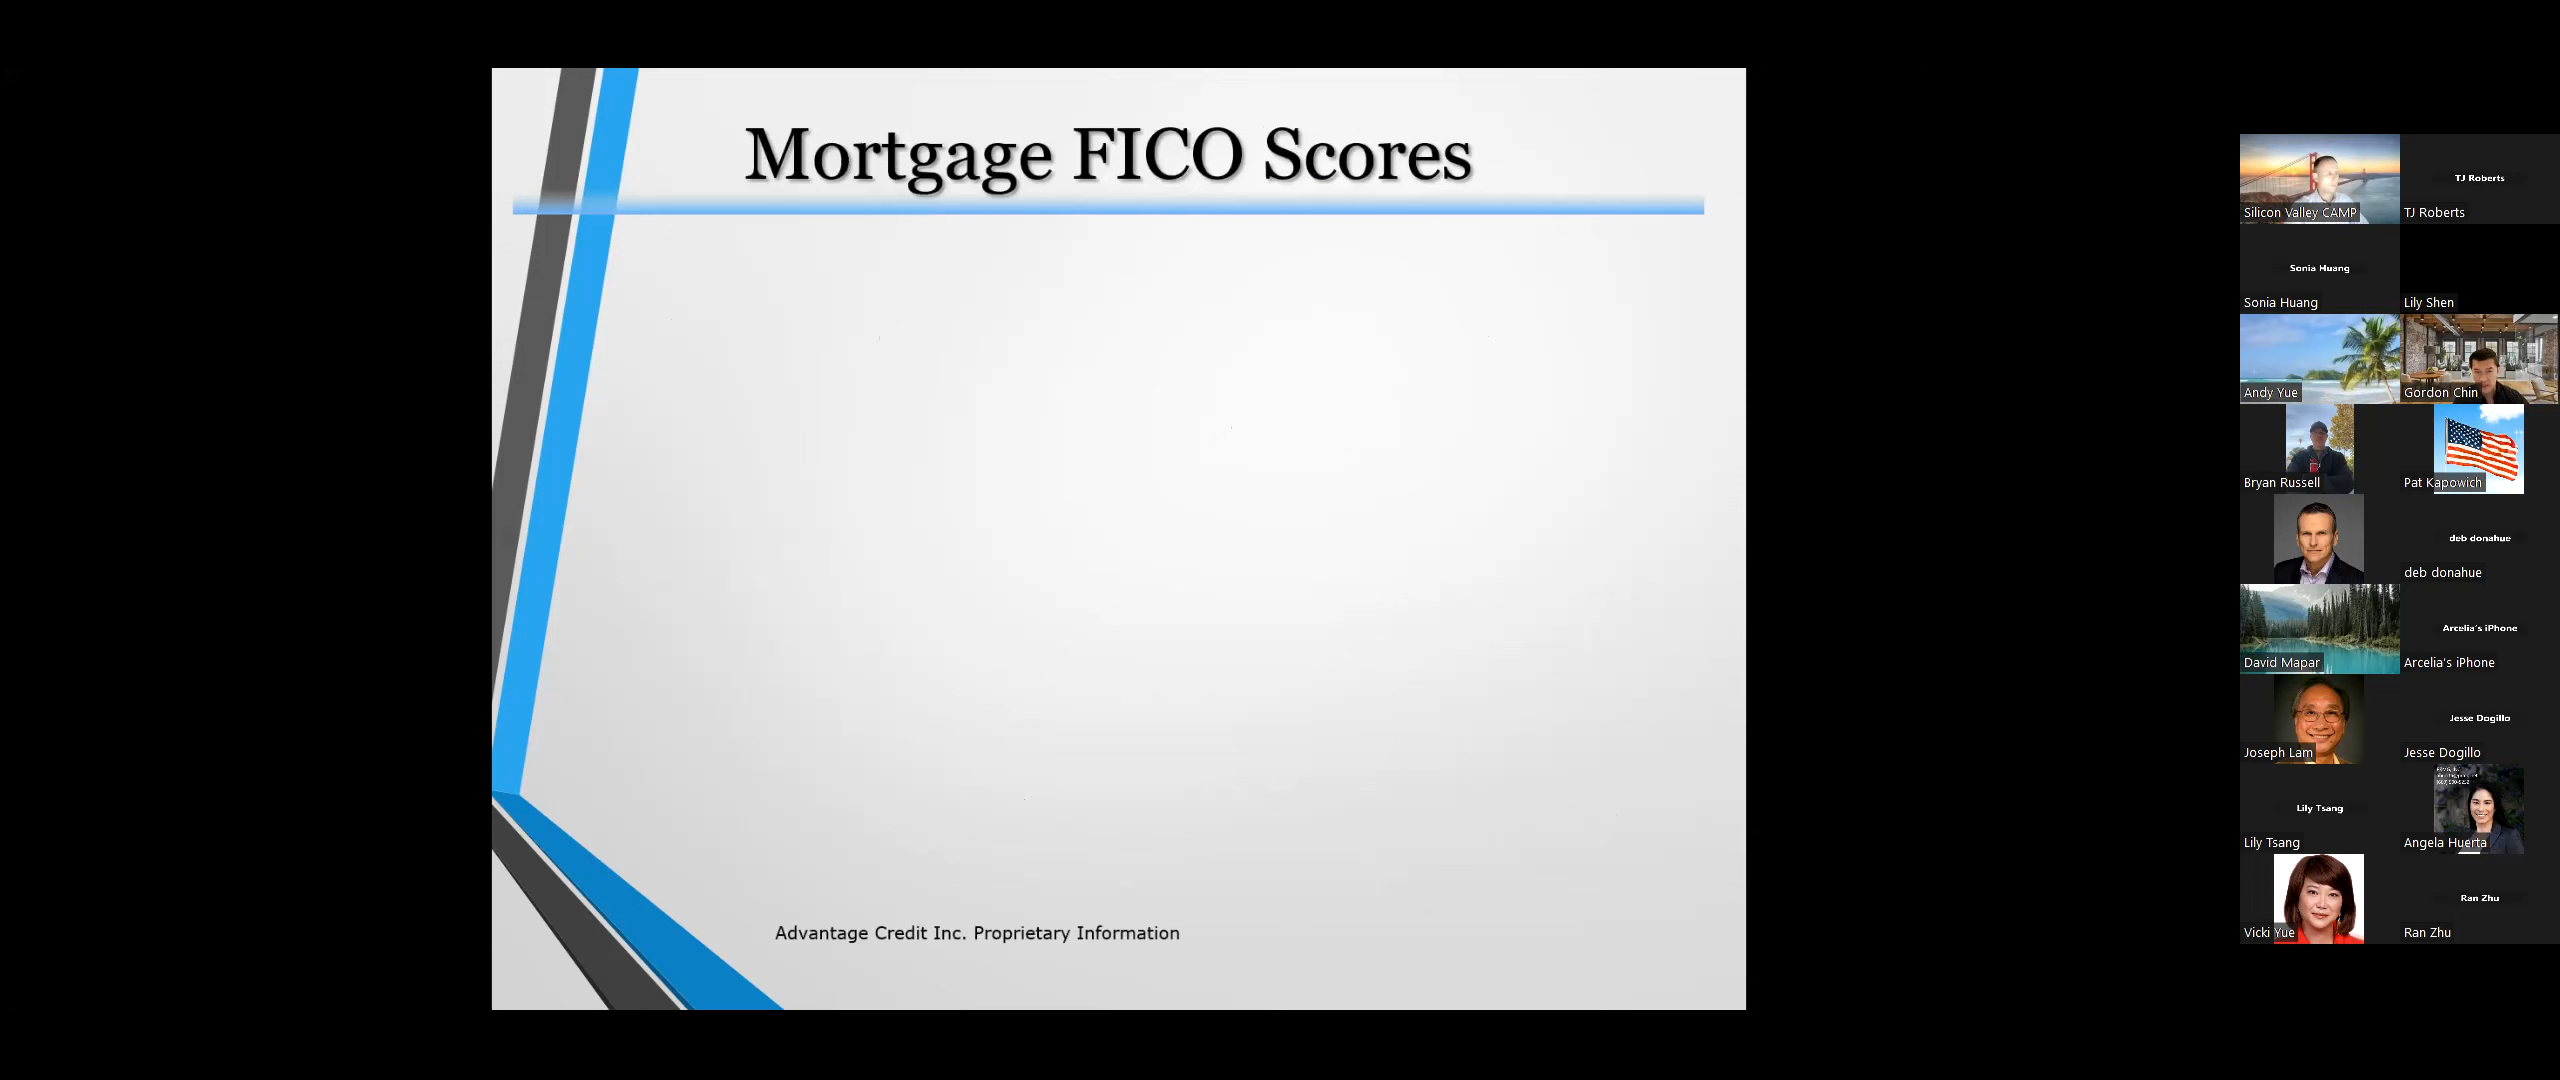 Mortgage FICO Scores
Advantage Credit Inc. Proprietary Information
Silicon Valley CAMP
TJ Roberts
TJ Roberts
Sonia Huang
Sonia Huang
Lily Shen
Andy Yue
Gordon Chin
Bryan Russell
Pat Kapowich
deb donahue
deb donahue
David Mapar
Arcelia's iPhone
Arcelia's iPhone
Joseph Lam
Jesse Dogillo
Jesse Dogillo
Lily Tsang
Lily Tsang
Angela Huerta
Vicki Yue
Ran Zhu
Ran Zhu